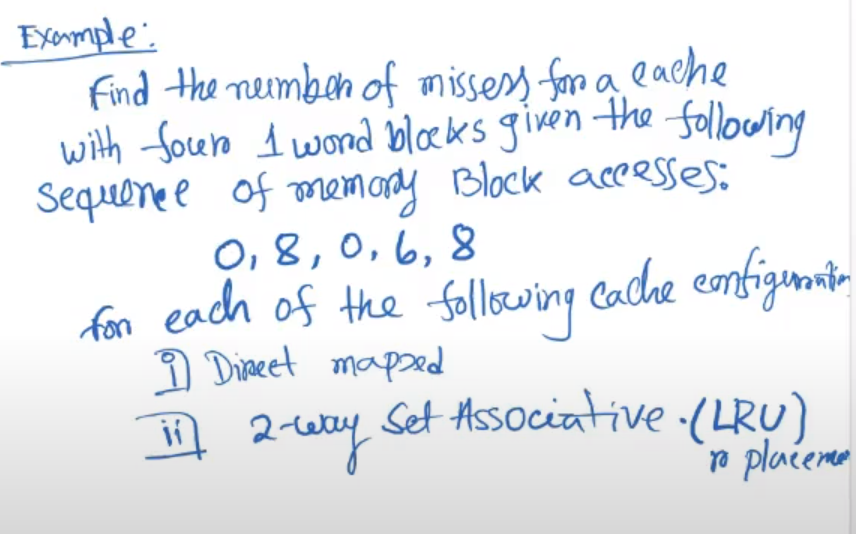 Example:
Find the number of misses for a cache
with four 1 word blocks given the following
sequence of memory Block accesses:
0, 8, 0, 6, 8
for each of the following cache configuration
i) Direct mapped
ii) 2-way Set Associative. (LRU)
replaceme